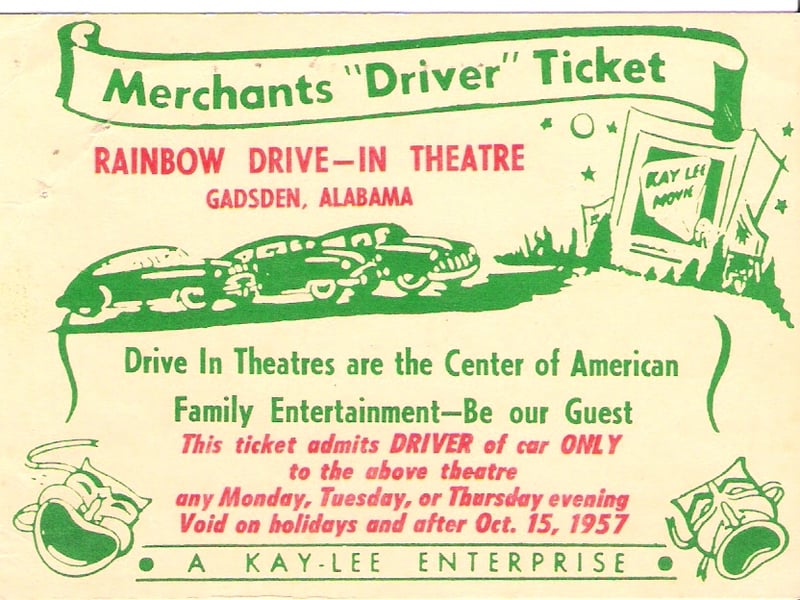 Merchants "Driver" Ticket
RAINBOW DRIVE-IN THEATRE
GADSDEN, ALABAMA
KAY LEE
MOVIE
Drive In Theatres are the Center of American
Family Entertainment—Be our Guest
This ticket admits DRIVER of car ONLY
to the above theatre
any Monday, Tuesday, or Thursday evening
Void on holidays and after Oct. 15, 1957
• A KAY-LEE ENTERPRISE •